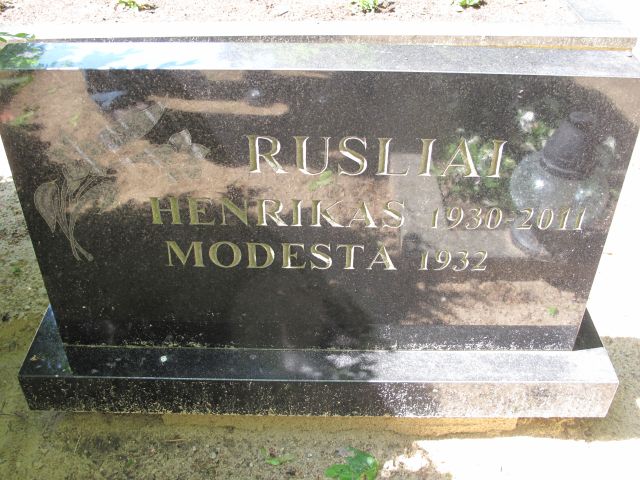 RUSLIAI
HENRIKAS 1930-2011
MODESTA 1932